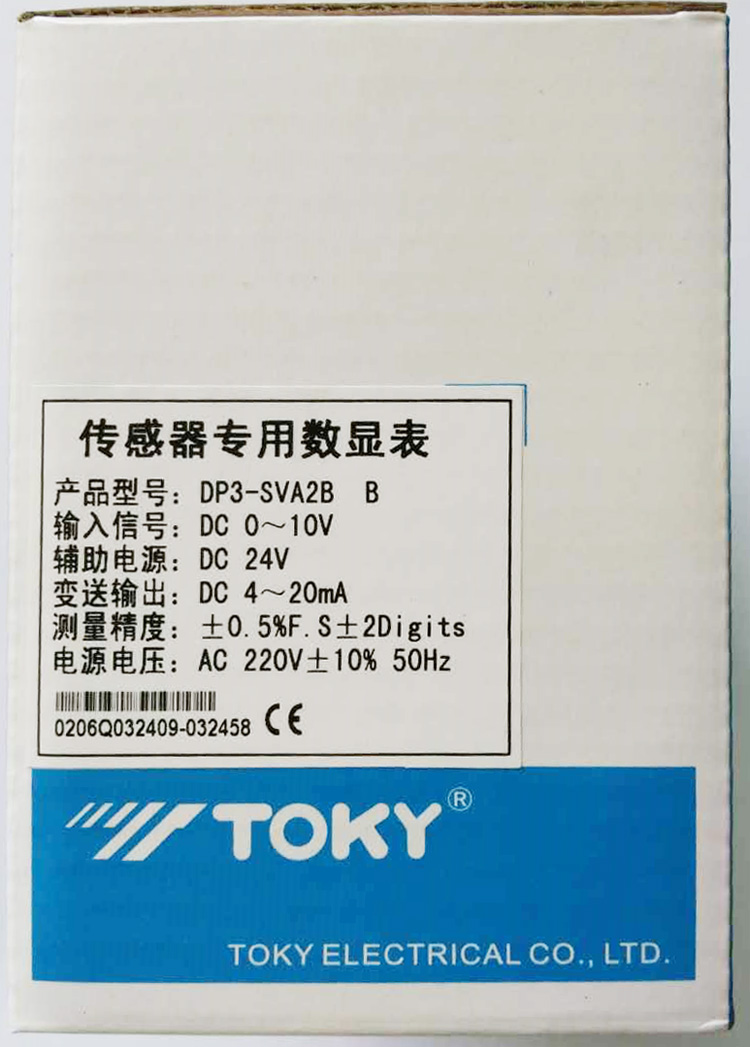 传感器专用数显表
产品型号：DP3-SVA2B  B
输入信号：DC 0～10V
辅助电源：DC 24V
变送输出：DC 4～20mA
测量精度：±0.5%F.S±2Digits
电源电压：AC 220V±10% 50Hz
0206Q032409-032458 CE
TOKY®
TOKY ELECTRICAL CO., LTD.